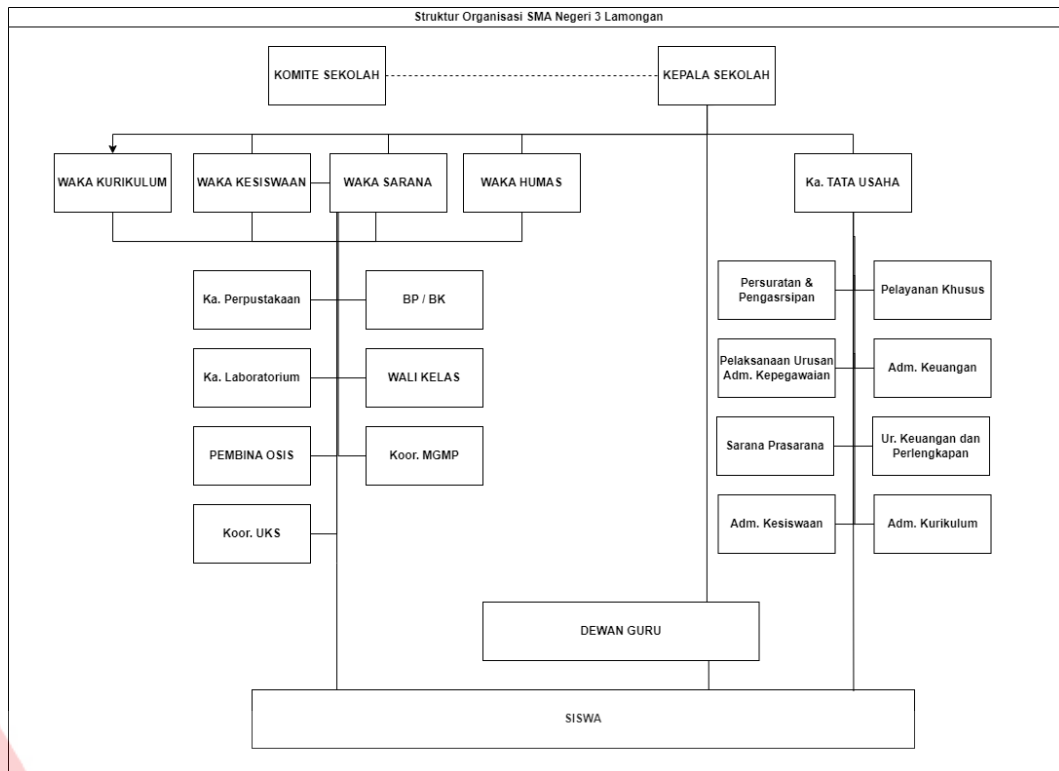 Struktur Organisasi SMA Negeri 3 Lamongan
KOMITE SEKOLAH
KEPALA SEKOLAH
WAKA KURIKULUM
WAKA KESISWAAN
WAKA SARANA
WAKA HUMAS
Ka. TATA USAHA
Ka. Perpustakaan
BP / BK
Persuratan &
Pengasrsipan
Pelayanan Khusus
Ka. Laboratorium
WALI KELAS
Pelaksanaan Urusan
Adm. Kepegawaian
Adm. Keuangan
PEMBINA OSIS
Koor. MGMP
Sarana Prasarana
Ur. Keuangan dan
Perlengkapan
Koor. UKS
Adm. Kesiswaan
Adm. Kurikulum
DEWAN GURU
SISWA